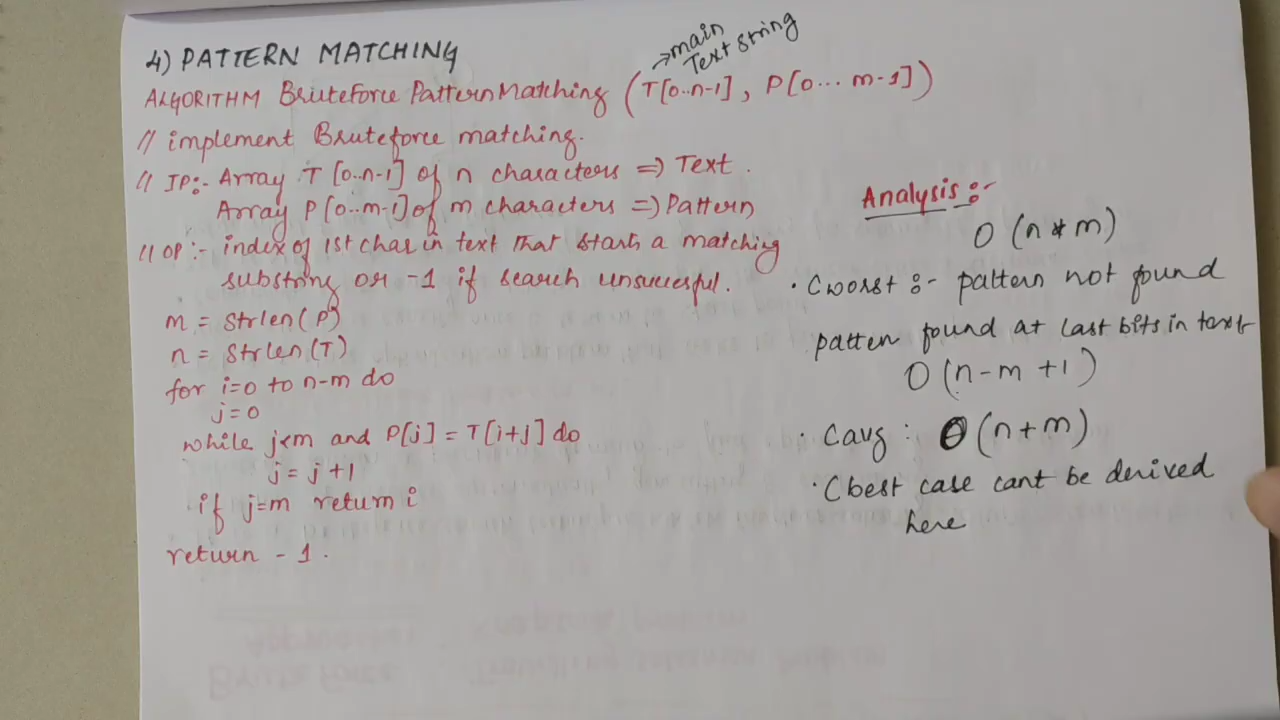 4) PATTERN MATCHING
→ main
Text string
ALGORITHM Bruteforce PatternMatching (T[0..n-1], P[0... m-1])
// implement Bruteforce matching.
// IP:- Array T [0..n-1] of n characters => Text.
Array P[0..m-1] of m characters => Pattern
// OP :- index of 1st char in text that starts a matching
substring or -1 if search unsuccesful.
m = strlen(P)
n = strlen(T)
for i=0 to n-m do
j=0
while j<m and P[j] = T[i+j] do
j = j+1
if j=m return i
return -1.
Analysis :-
O (n * m)
• Cworst :- pattern not found
patten found at last bits in text
O (n-m +1)
• Cavg : Θ (n+m)
• Cbest case cant be derived
here